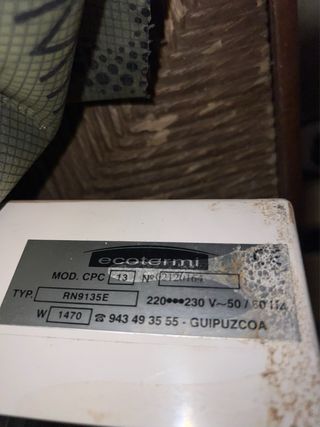 ecotermi
MOD. CPC 13 Nº
TYP. RN9135E 220•••230 V~50/60 Hz
W 1470 ☎ 943 49 35 55 - GUIPUZCOA